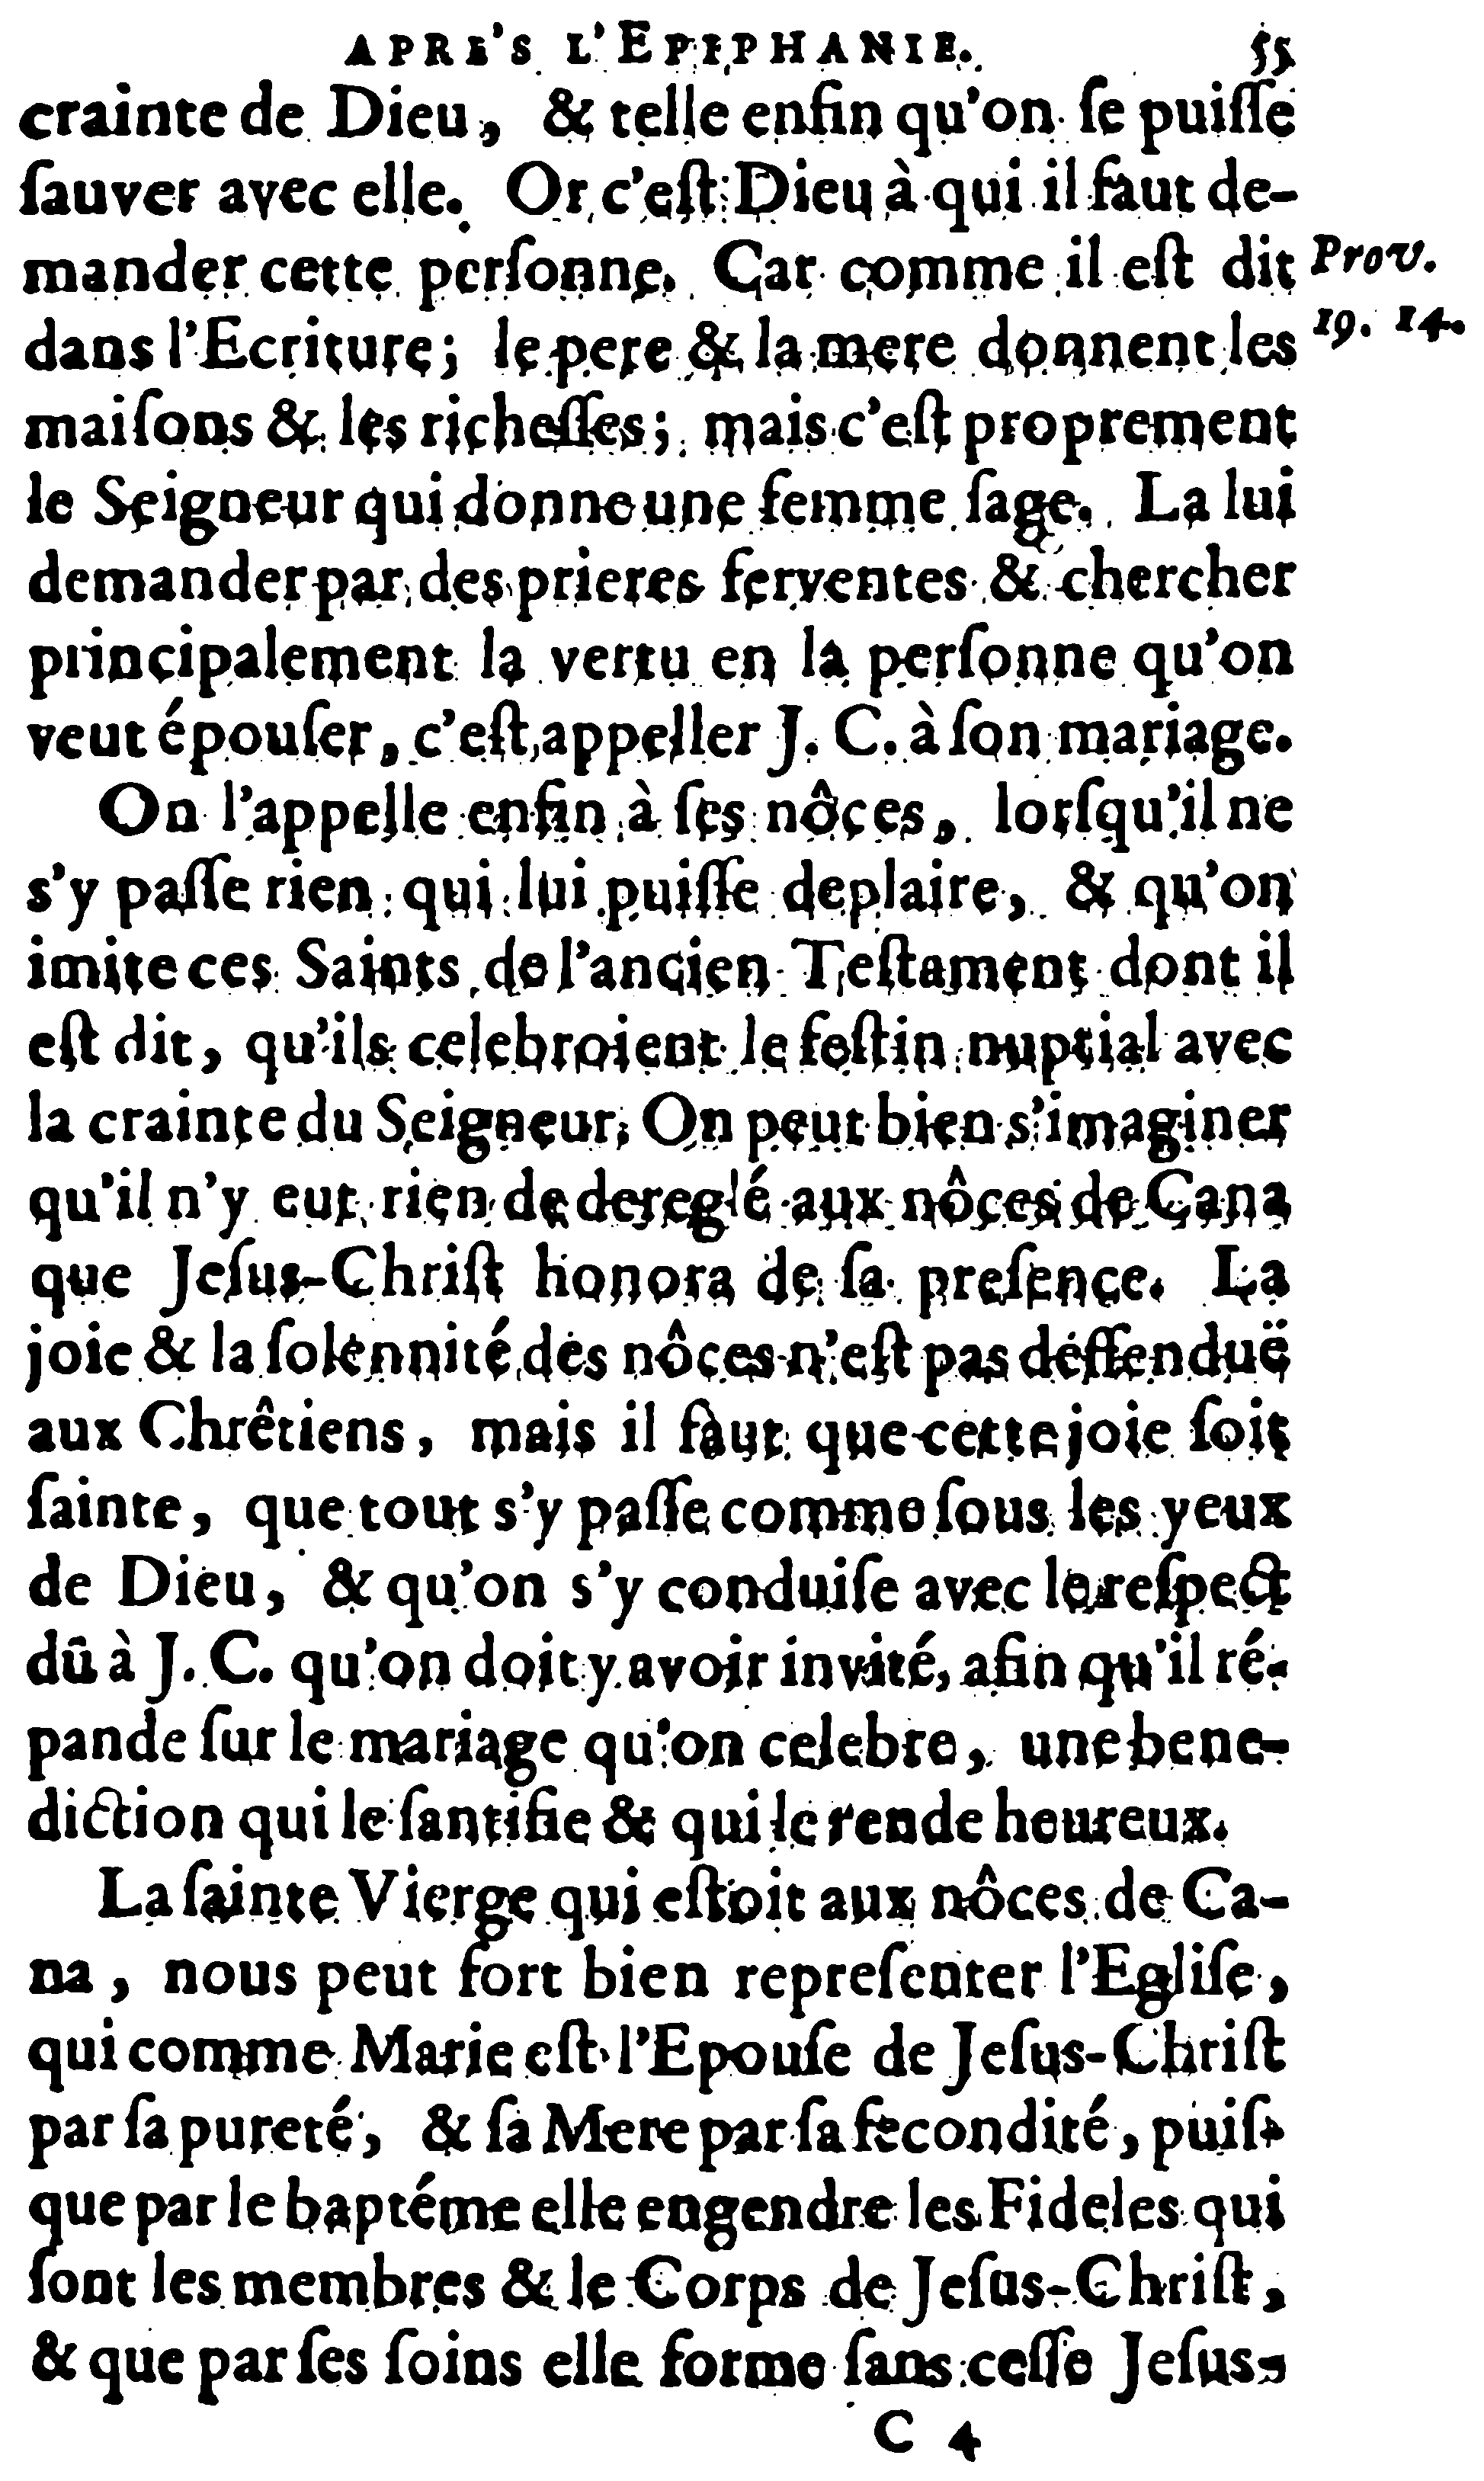 APRE'S L'EPIPHANIE. 55
crainte de Dieu, & telle enfin qu'on ſe puiſſe
ſauver avec elle. Or c'eſt Dieu à qui il faut de-
mander cette perſonne. Car comme il eſt dit Prov.
dans l'Ecriture; le pere & la mere donnent les 19. 14.
maiſons & les richeſſes; mais c'eſt proprement
le Seigneur qui donne une femme ſage. La lui
demander par des prieres ferventes & chercher
principalement la vertu en la perſonne qu'on
veut épouſer, c'eſt appeller J. C. à ſon mariage.
On l'appelle enfin à ſes nôces, lorſqu'il ne
s'y paſſe rien qui lui puiſſe deplaire, & qu'on
imite ces Saints de l'ancien Teſtament dont il
eſt dit, qu'ils celebroient le feſtin nuptial avec
la crainte du Seigneur. On peut bien s'imaginer
qu'il n'y eut rien de dereglé aux nôces de Cana
que Jeſus-Chriſt honora de ſa preſence. La
joie & la ſolennité des nôces n'eſt pas deffenduë
aux Chrêtiens, mais il faut que cette joie ſoit
ſainte, que tout s'y paſſe comme ſous les yeux
de Dieu, & qu'on s'y conduiſe avec le reſpect
dû à J. C. qu'on doit y avoir invité, afin qu'il ré-
pande ſur le mariage qu'on celebre, une bene-
diction qui le ſantifie & qui le rende heureux.
La ſainte Vierge qui eſtoit aux nôces de Ca-
na, nous peut fort bien repreſenter l'Egliſe,
qui comme Marie eſt l'Epouſe de Jeſus-Chriſt
par ſa pureté, & ſa Mere par ſa fecondité, puiſ-
que par le baptéme elle engendre les Fideles qui
ſont les membres & le Corps de Jeſus-Chriſt,
& que par ſes ſoins elle forme ſans ceſſe Jeſus-
C 4